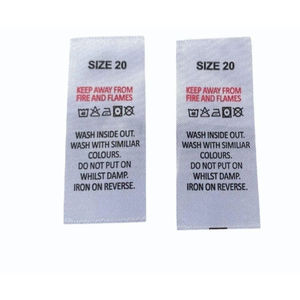 SIZE 20
KEEP AWAY FROM
FIRE AND FLAMES
WASH INSIDE OUT.
WASH WITH SIMILIAR
COLOURS.
DO NOT PUT ON
WHILST DAMP.
IRON ON REVERSE.
SIZE 20
KEEP AWAY FROM
FIRE AND FLAMES
WASH INSIDE OUT.
WASH WITH SIMILIAR
COLOURS.
DO NOT PUT ON
WHILST DAMP.
IRON ON REVERSE.